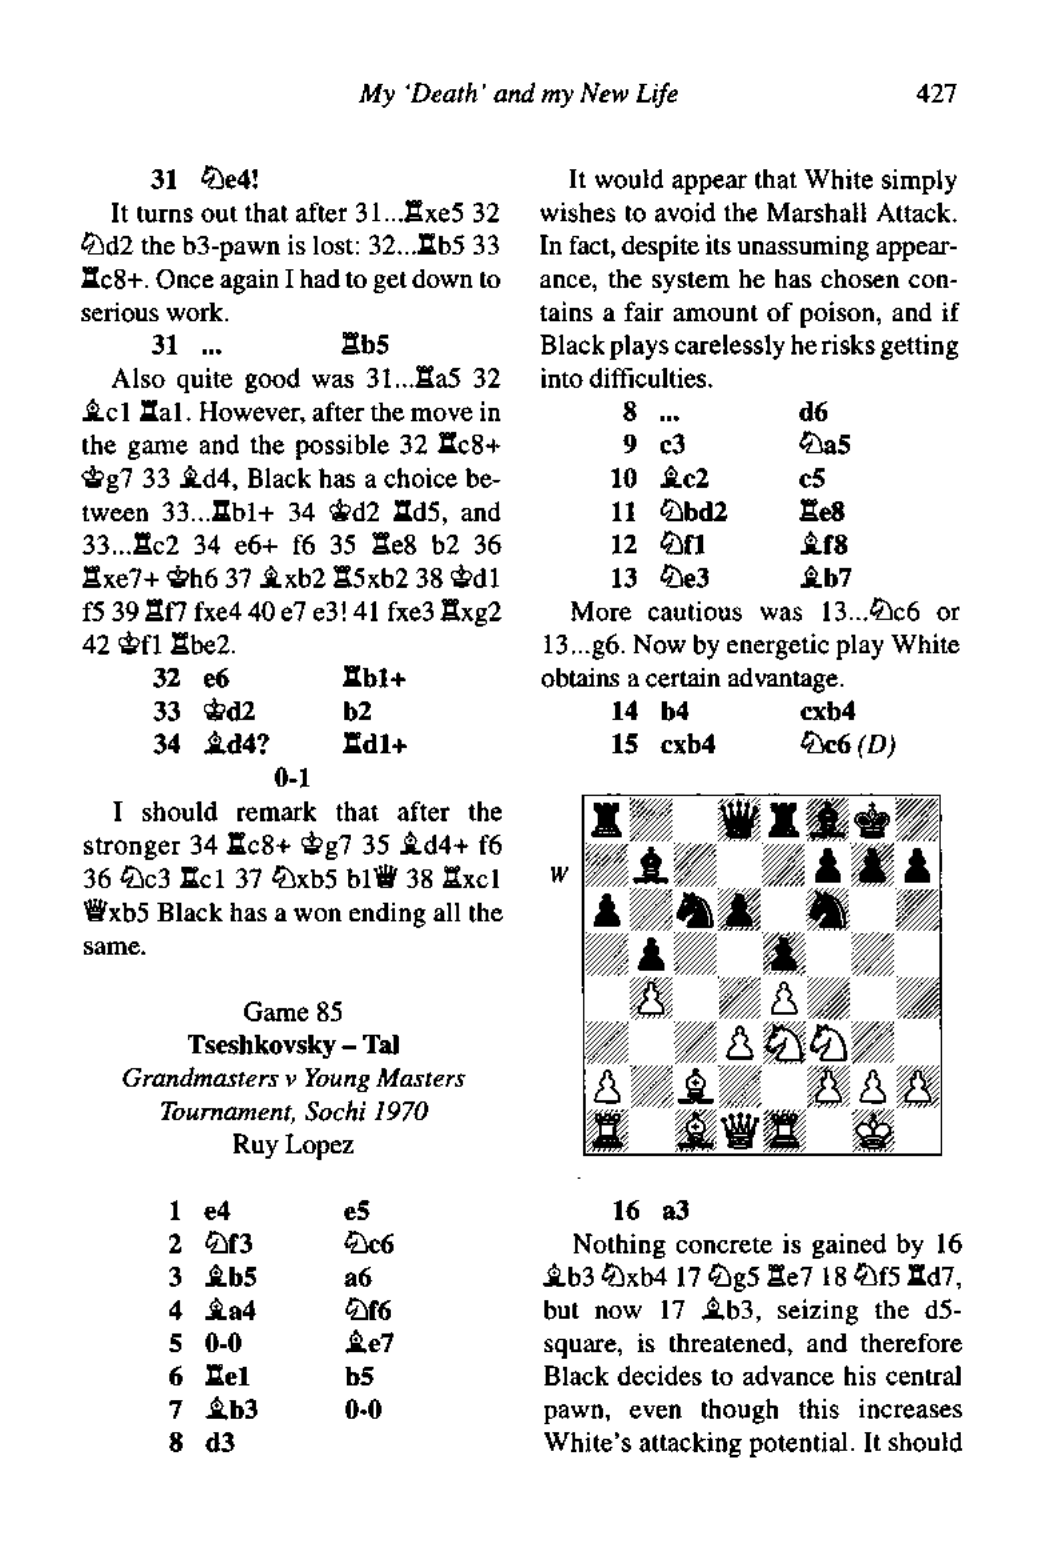 My 'Death' and my New Life 427
31 ♘e4!
It turns out that after 31...♖xe5 32
♘d2 the b3-pawn is lost: 32...♖b5 33
♖c8+. Once again I had to get down to
serious work.
31 ... ♖b5
Also quite good was 31...♖a5 32
♗c1 ♖a1. However, after the move in
the game and the possible 32 ♖c8+
♔g7 33 ♗d4, Black has a choice be-
tween 33...♖b1+ 34 ♔d2 ♖d5, and
33...♖c2 34 e6+ f6 35 ♖e8 b2 36
♖xe7+ ♔h6 37 ♗xb2 ♖5xb2 38 ♔d1
f5 39 ♖f7 fxe4 40 e7 e3! 41 fxe3 ♖xg2
42 ♔f1 ♖be2.
32 e6 ♖b1+
33 ♔d2 b2
34 ♗d4? ♖d1+
0-1
I should remark that after the
stronger 34 ♖c8+ ♔g7 35 ♗d4+ f6
36 ♘c3 ♖c1 37 ♘xb5 b1♕ 38 ♖xc1
♕xb5 Black has a won ending all the
same.
Game 85
Tseshkovsky – Tal
Grandmasters v Young Masters
Tournament, Sochi 1970
Ruy Lopez
1 e4 e5
2 ♘f3 ♘c6
3 ♗b5 a6
4 ♗a4 ♘f6
5 0-0 ♗e7
6 ♖e1 b5
7 ♗b3 0-0
8 d3
It would appear that White simply
wishes to avoid the Marshall Attack.
In fact, despite its unassuming appear-
ance, the system he has chosen con-
tains a fair amount of poison, and if
Black plays carelessly he risks getting
into difficulties.
8 ... d6
9 c3 ♘a5
10 ♗c2 c5
11 ♘bd2 ♖e8
12 ♘f1 ♗f8
13 ♘e3 ♗b7
More cautious was 13...♘c6 or
13...g6. Now by energetic play White
obtains a certain advantage.
14 b4 cxb4
15 cxb4 ♘c6 (D)
W
16 a3
Nothing concrete is gained by 16
♗b3 ♘xb4 17 ♘g5 ♖e7 18 ♘f5 ♖d7,
but now 17 ♗b3, seizing the d5-
square, is threatened, and therefore
Black decides to advance his central
pawn, even though this increases
White's attacking potential. It should